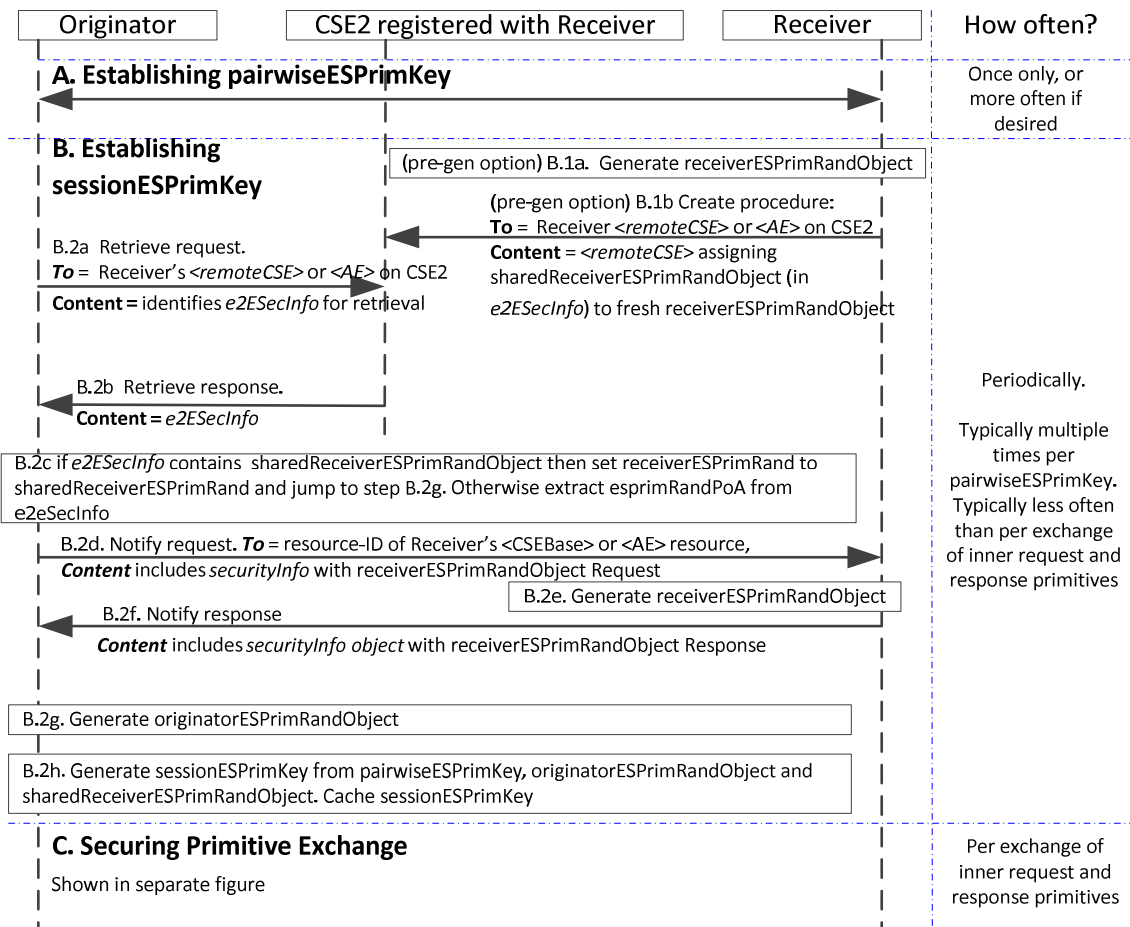 Originator
CSE2 registered with Receiver
Receiver
How often?
A. Establishing pairwiseESPrimKey
Once only, or
more often if
desired
B. Establishing
sessionESPrimKey
(pre-gen option) B.1a. Generate receiverESPrimRandObject
(pre-gen option) B.1b Create procedure:
To = Receiver <remoteCSE> or <AE> on CSE2
Content = <remoteCSE> assigning
sharedReceiverESPrimRandObject (in
e2ESecInfo) to fresh receiverESPrimRandObject
B.2a Retrieve request.
To = Receiver's <remoteCSE> or <AE> on CSE2
Content = identifies e2ESecInfo for retrieval
B.2b Retrieve response.
Content = e2ESecInfo
Periodically.
Typically multiple
times per
pairwiseESPrimKey.
Typically less often
than per exchange
of inner request and
response primitives
B.2c if e2ESecInfo contains sharedReceiverESPrimRandObject then set receiverESPrimRand to
sharedReceiverESPrimRand and jump to step B.2g. Otherwise extract esprimRandPoA from
e2eSecInfo
B.2d. Notify request. To = resource-ID of Receiver's <CSEBase> or <AE> resource,
Content includes securityInfo with receiverESPrimRandObject Request
B.2e. Generate receiverESPrimRandObject
B.2f. Notify response
Content includes securityInfo object with receiverESPrimRandObject Response
B.2g. Generate originatorESPrimRandObject
B.2h. Generate sessionESPrimKey from pairwiseESPrimKey, originatorESPrimRandObject and
sharedReceiverESPrimRandObject. Cache sessionESPrimKey
C. Securing Primitive Exchange
Shown in separate figure
Per exchange of
inner request and
response primitives